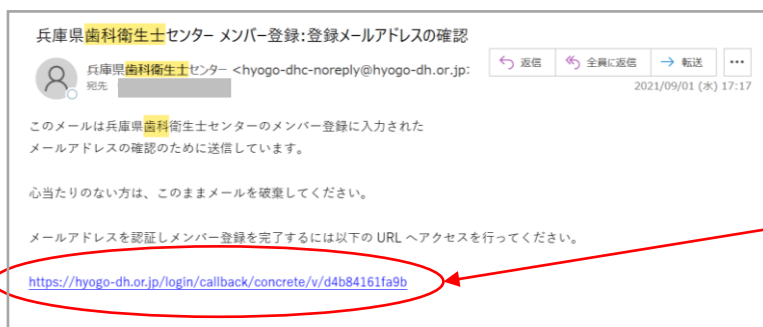 兵庫県歯科衛生士センター メンバー登録:登録メールアドレスの確認
兵庫県歯科衛生士センター <hyogo-dhc-noreply@hyogo-dh.or.jp:
宛先
返信
全員に返信
転送
2021/09/01 (水) 17:17
このメールは兵庫県歯科衛生士センターのメンバー登録に入力された
メールアドレスの確認のために送信しています。
心当たりのない方は、このままメールを破棄してください。
メールアドレスを認証しメンバー登録を完了するには以下の URL へアクセスを行ってください。
https://hyogo-dh.or.jp/login/callback/concrete/v/d4b84161fa9b